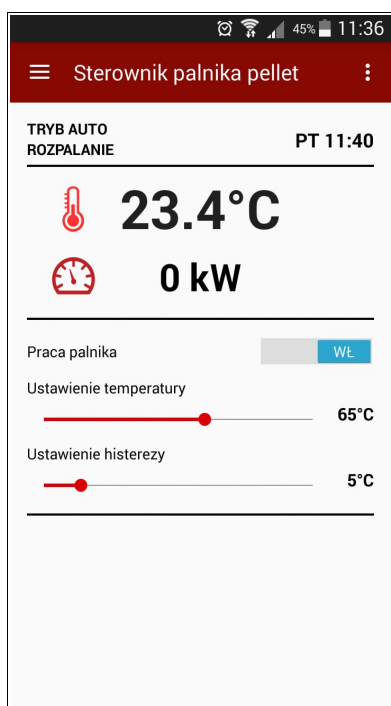 45% 11:36
Sterownik palnika pellet
TRYB AUTO
ROZPALANIE
PT 11:40
23.4°C
0 kW
Praca palnika
WŁ
Ustawienie temperatury
65°C
Ustawienie histerezy
5°C